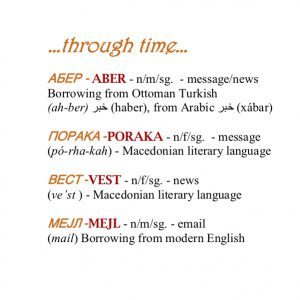 ...through time...
АБЕР - ABER - n/m/sg. - message/news
Borrowing from Ottoman Turkish
(ah-ber) خبر (haber), from Arabic خبر (xábar)
ПОРАКА -PORAKA - n/f/sg. - message
(pó-rha-kah) - Macedonian literary language
ВЕСТ -VEST - n/f/sg. - news
(ve’st ) - Macedonian literary language
МЕЈЛ -MEJL - n/m/sg. - email
(mail) Borrowing from modern English